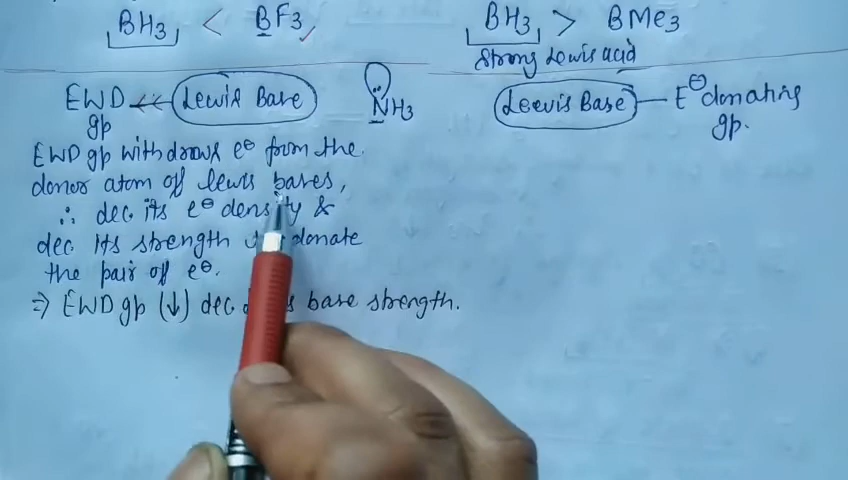 BH3 < BF3
BH3 > BMe3
Strong Lewis acid
EWD gp
Lewis Base
NH3
Lewis Base
E⊖ donating gp.
EWD gp withdraws e⊖ from the
donor atom of lewis bases,
∴ dec. its e⊖ density &
dec its strength donate
the pair of e⊖.
⇒ EWD gp (↓) dec base strength.